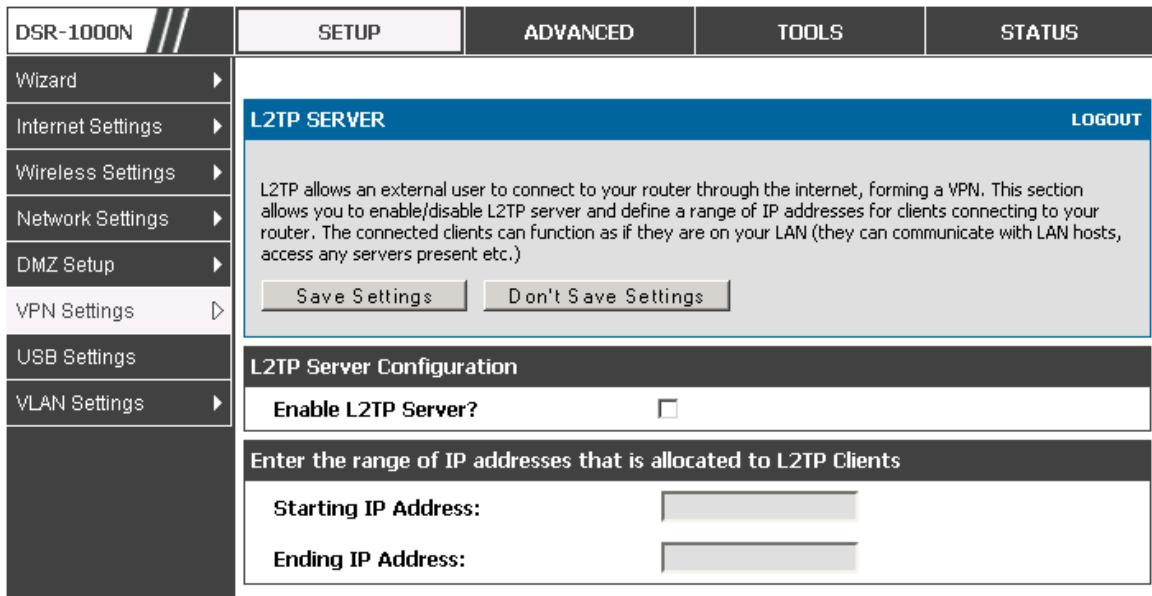 DSR-1000N
SETUP
ADVANCED
TOOLS
STATUS
Wizard
Internet Settings
Wireless Settings
Network Settings
DMZ Setup
VPN Settings
USB Settings
VLAN Settings
L2TP SERVER
LOGOUT
L2TP allows an external user to connect to your router through the internet, forming a VPN. This section
allows you to enable/disable L2TP server and define a range of IP addresses for clients connecting to your
router. The connected clients can function as if they are on your LAN (they can communicate with LAN hosts,
access any servers present etc.)
Save Settings
Don't Save Settings
L2TP Server Configuration
Enable L2TP Server?
Enter the range of IP addresses that is allocated to L2TP Clients
Starting IP Address:
Ending IP Address: